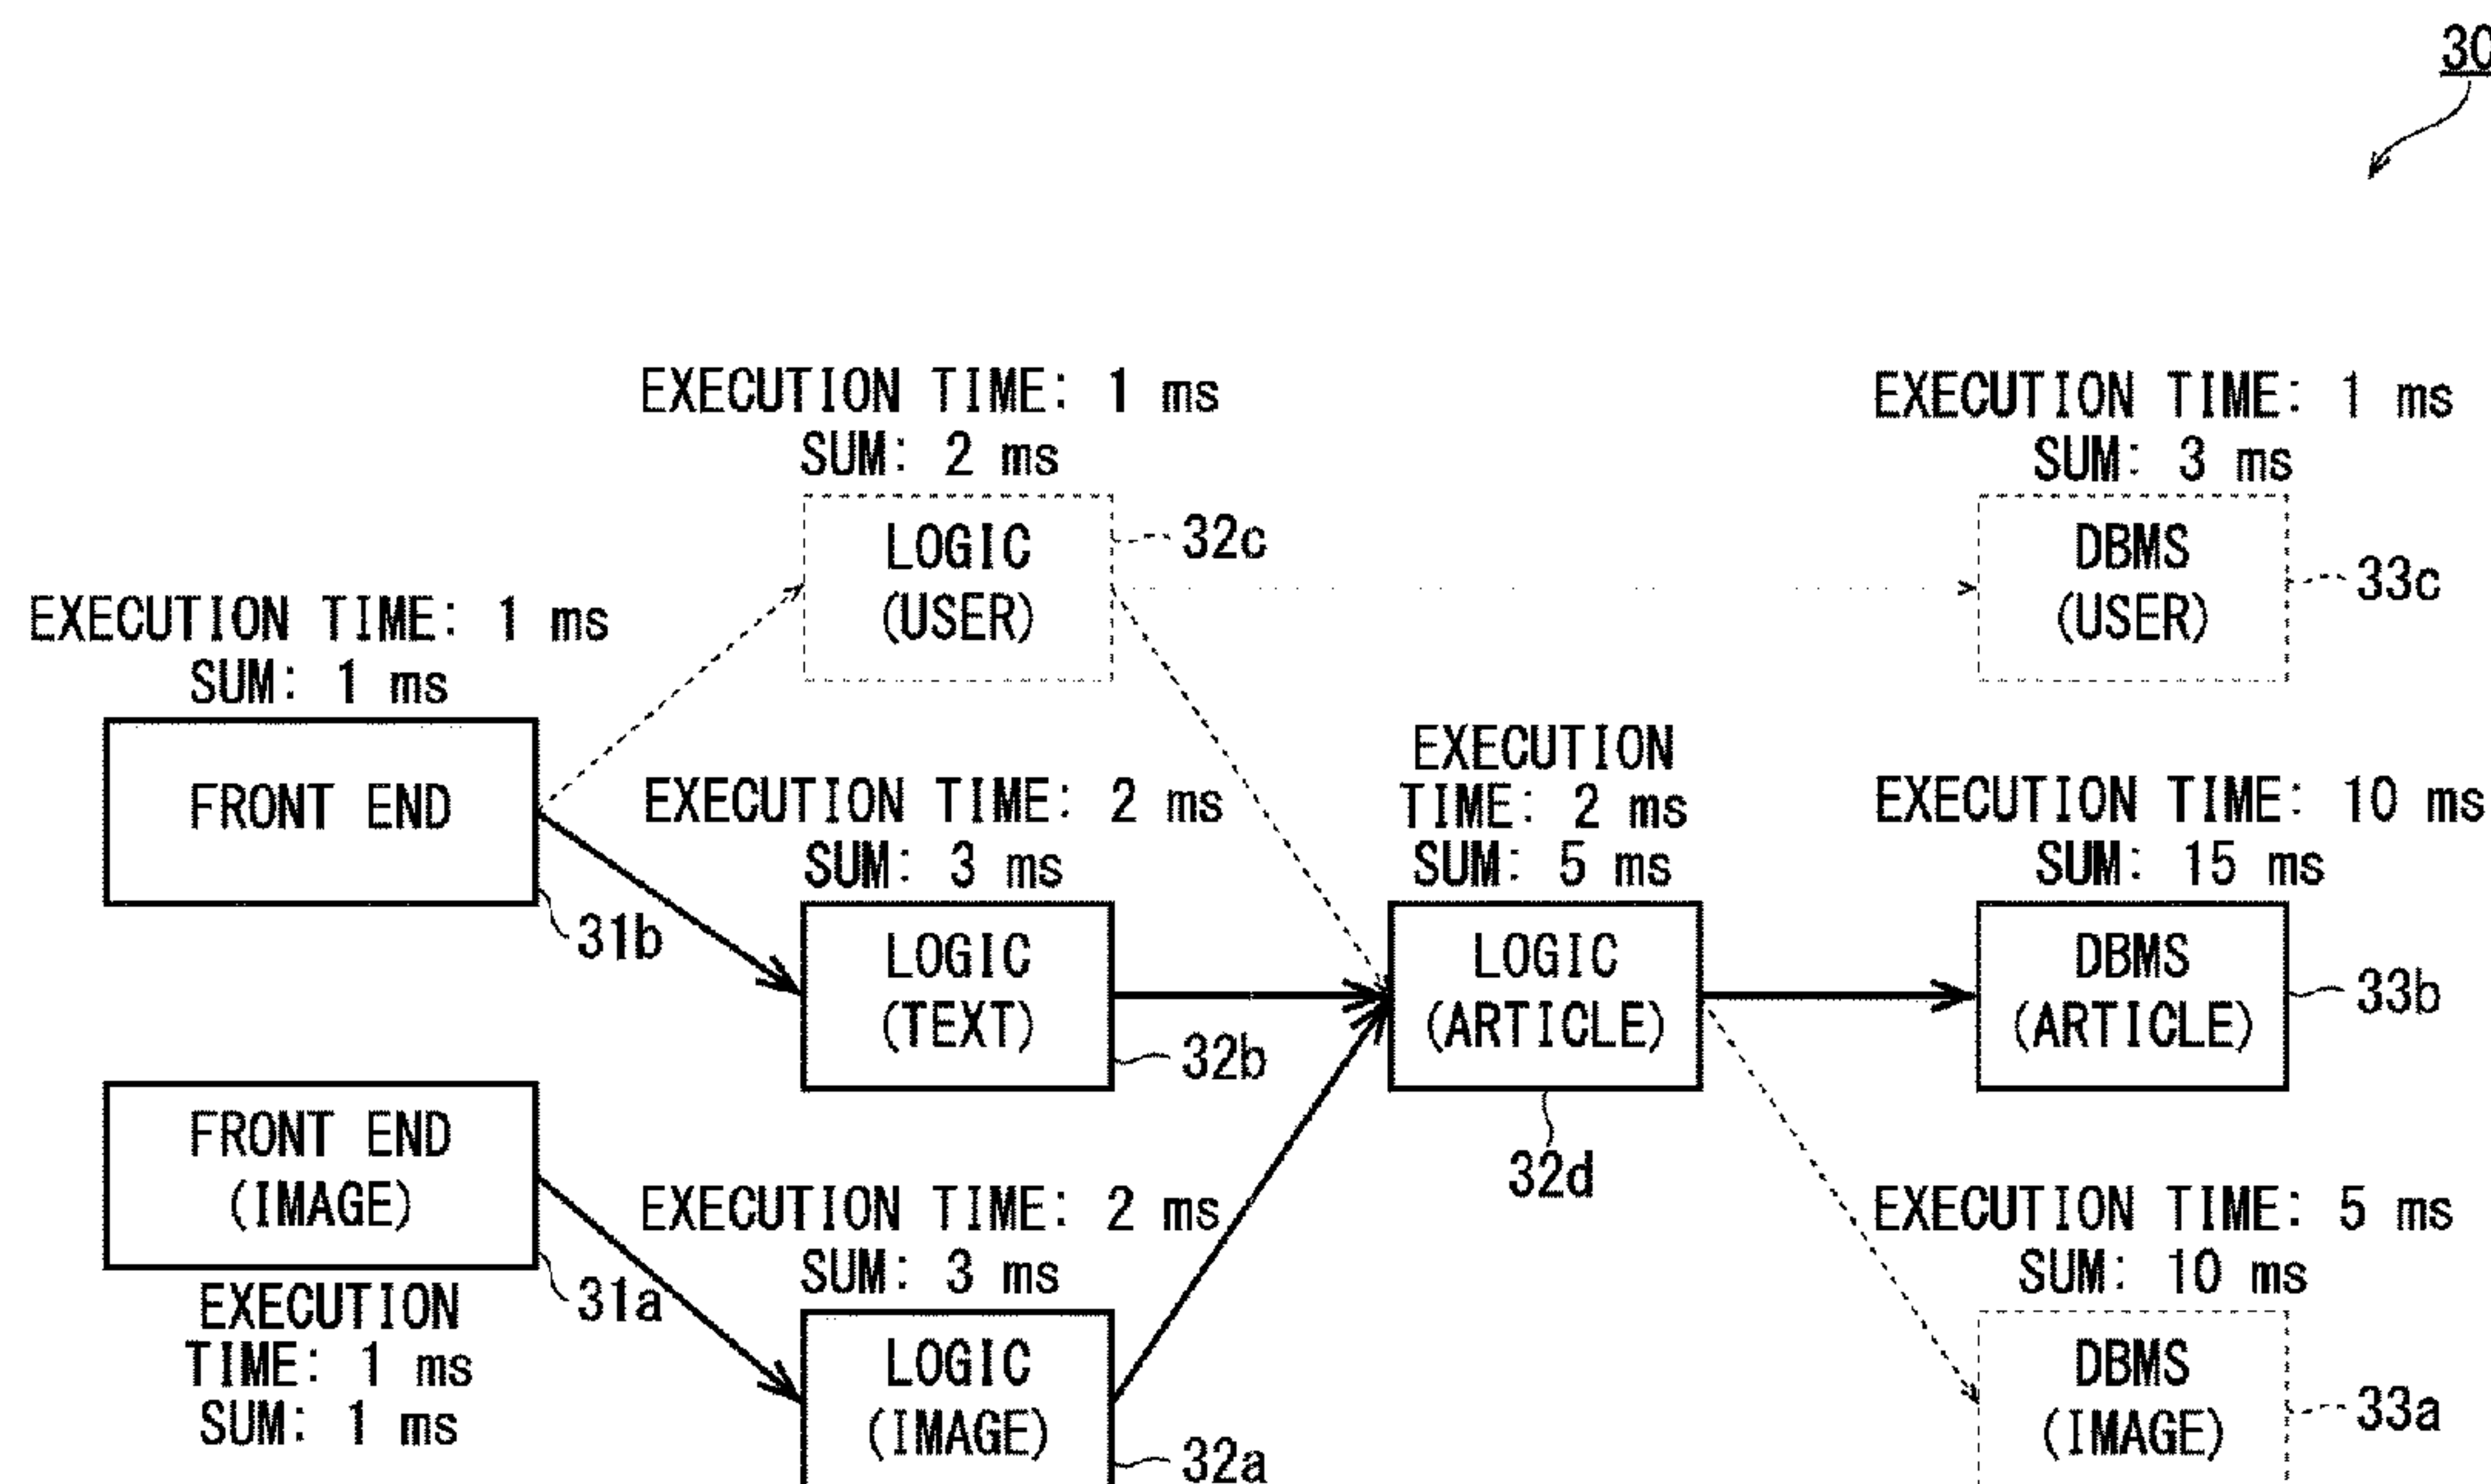 30
EXECUTION TIME: 1 ms
SUM: 2 ms
LOGIC
(USER)
32c
EXECUTION TIME: 1 ms
SUM: 3 ms
DBMS
(USER)
33c
EXECUTION TIME: 1 ms
SUM: 1 ms
FRONT END
31b
EXECUTION TIME: 2 ms
SUM: 3 ms
LOGIC
(TEXT)
32b
EXECUTION
TIME: 2 ms
SUM: 5 ms
LOGIC
(ARTICLE)
32d
EXECUTION TIME: 10 ms
SUM: 15 ms
DBMS
(ARTICLE)
33b
FRONT END
(IMAGE)
31a
EXECUTION
TIME: 1 ms
SUM: 1 ms
EXECUTION TIME: 2 ms
SUM: 3 ms
LOGIC
(IMAGE)
32a
EXECUTION TIME: 5 ms
SUM: 10 ms
DBMS
(IMAGE)
33a